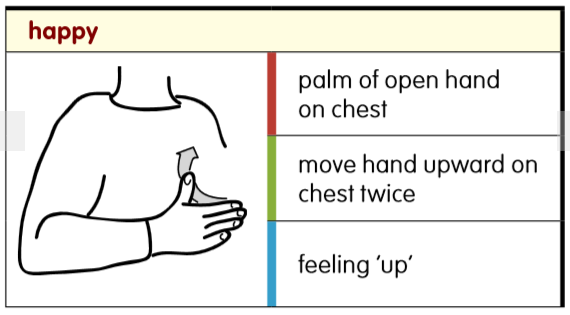 happy
palm of open hand
on chest
move hand upward on
chest twice
feeling ’up’